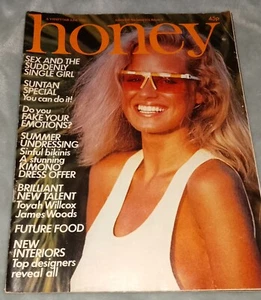 honey
45p
SEX AND THE
SUDDENLY
SINGLE GIRL
SUNTAN
SPECIAL
You can do it!
Do you
FAKE YOUR
EMOTIONS?
SUMMER
UNDRESSING
Sinful bikinis
A stunning
KIMONO
DRESS OFFER
BRILLIANT
NEW TALENT
Toyah Willcox
James Woods
FUTURE FOOD
NEW
INTERIORS
Top designers
reveal all